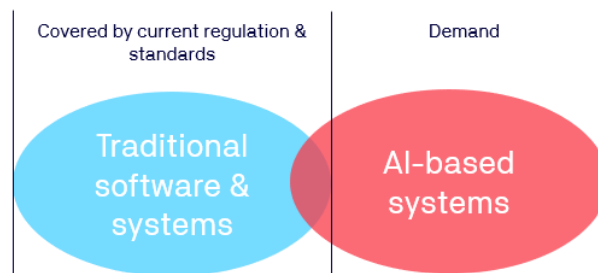 Covered by current regulation &
standards
Demand
Traditional
software &
systems
AI-based
systems